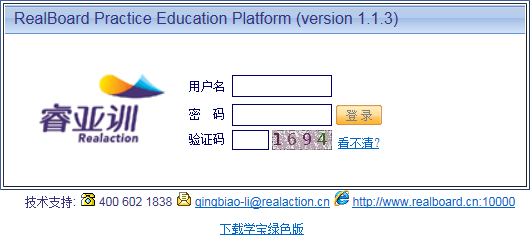 RealBoard Practice Education Platform (version 1.1.3)
睿亚训
Realaction
用户名
密 码
登 录
验证码 1694 看不清?
技术支持: 400 602 1838 qingbiao-li@realaction.cn http://www.realboard.cn:10000
下载学宝绿色版